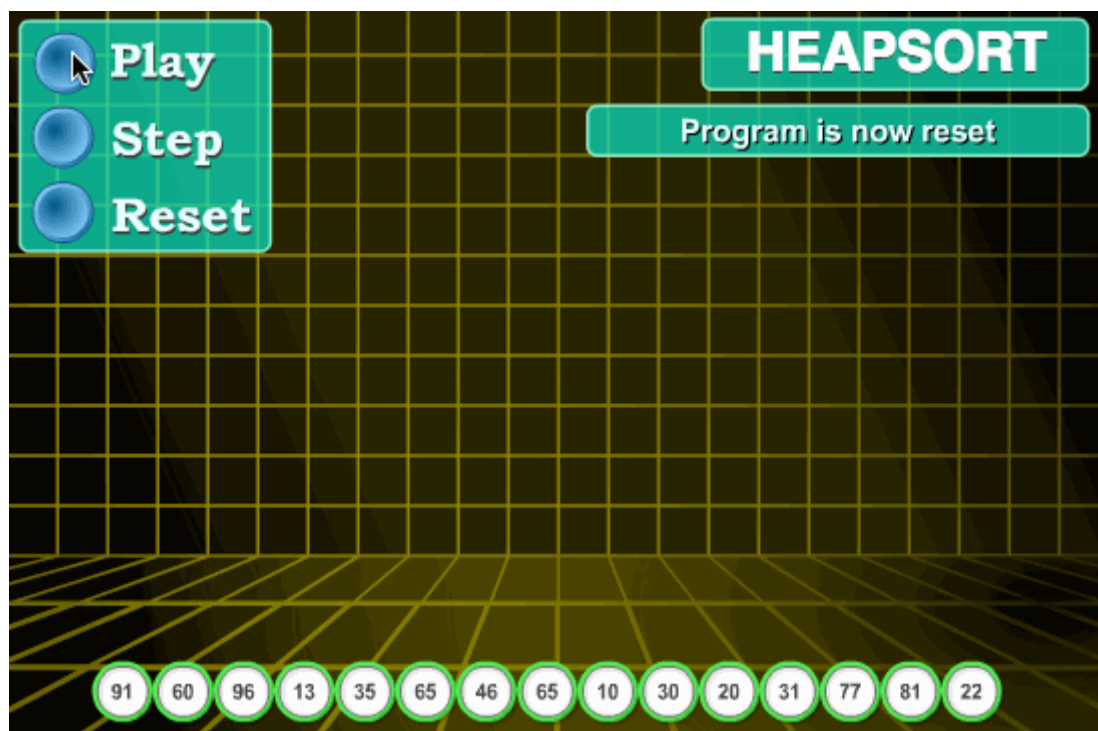 Play
Step
Reset
HEAPSORT
Program is now reset
91 60 96 13 35 65 46 65 10 30 20 31 77 81 22